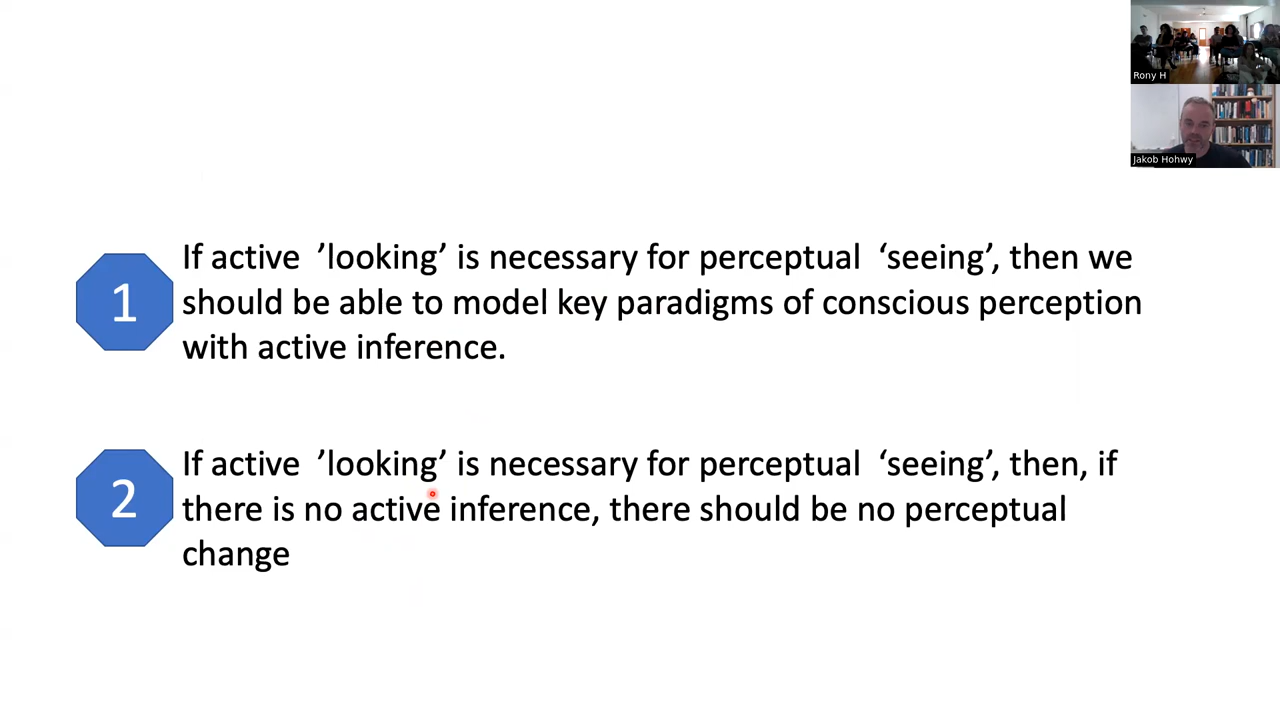 Rony H
Jakob Hohwy
1
If active ’looking’ is necessary for perceptual ‘seeing’, then we
should be able to model key paradigms of conscious perception
with active inference.
2
If active ’looking’ is necessary for perceptual ‘seeing’, then, if
there is no active inference, there should be no perceptual
change